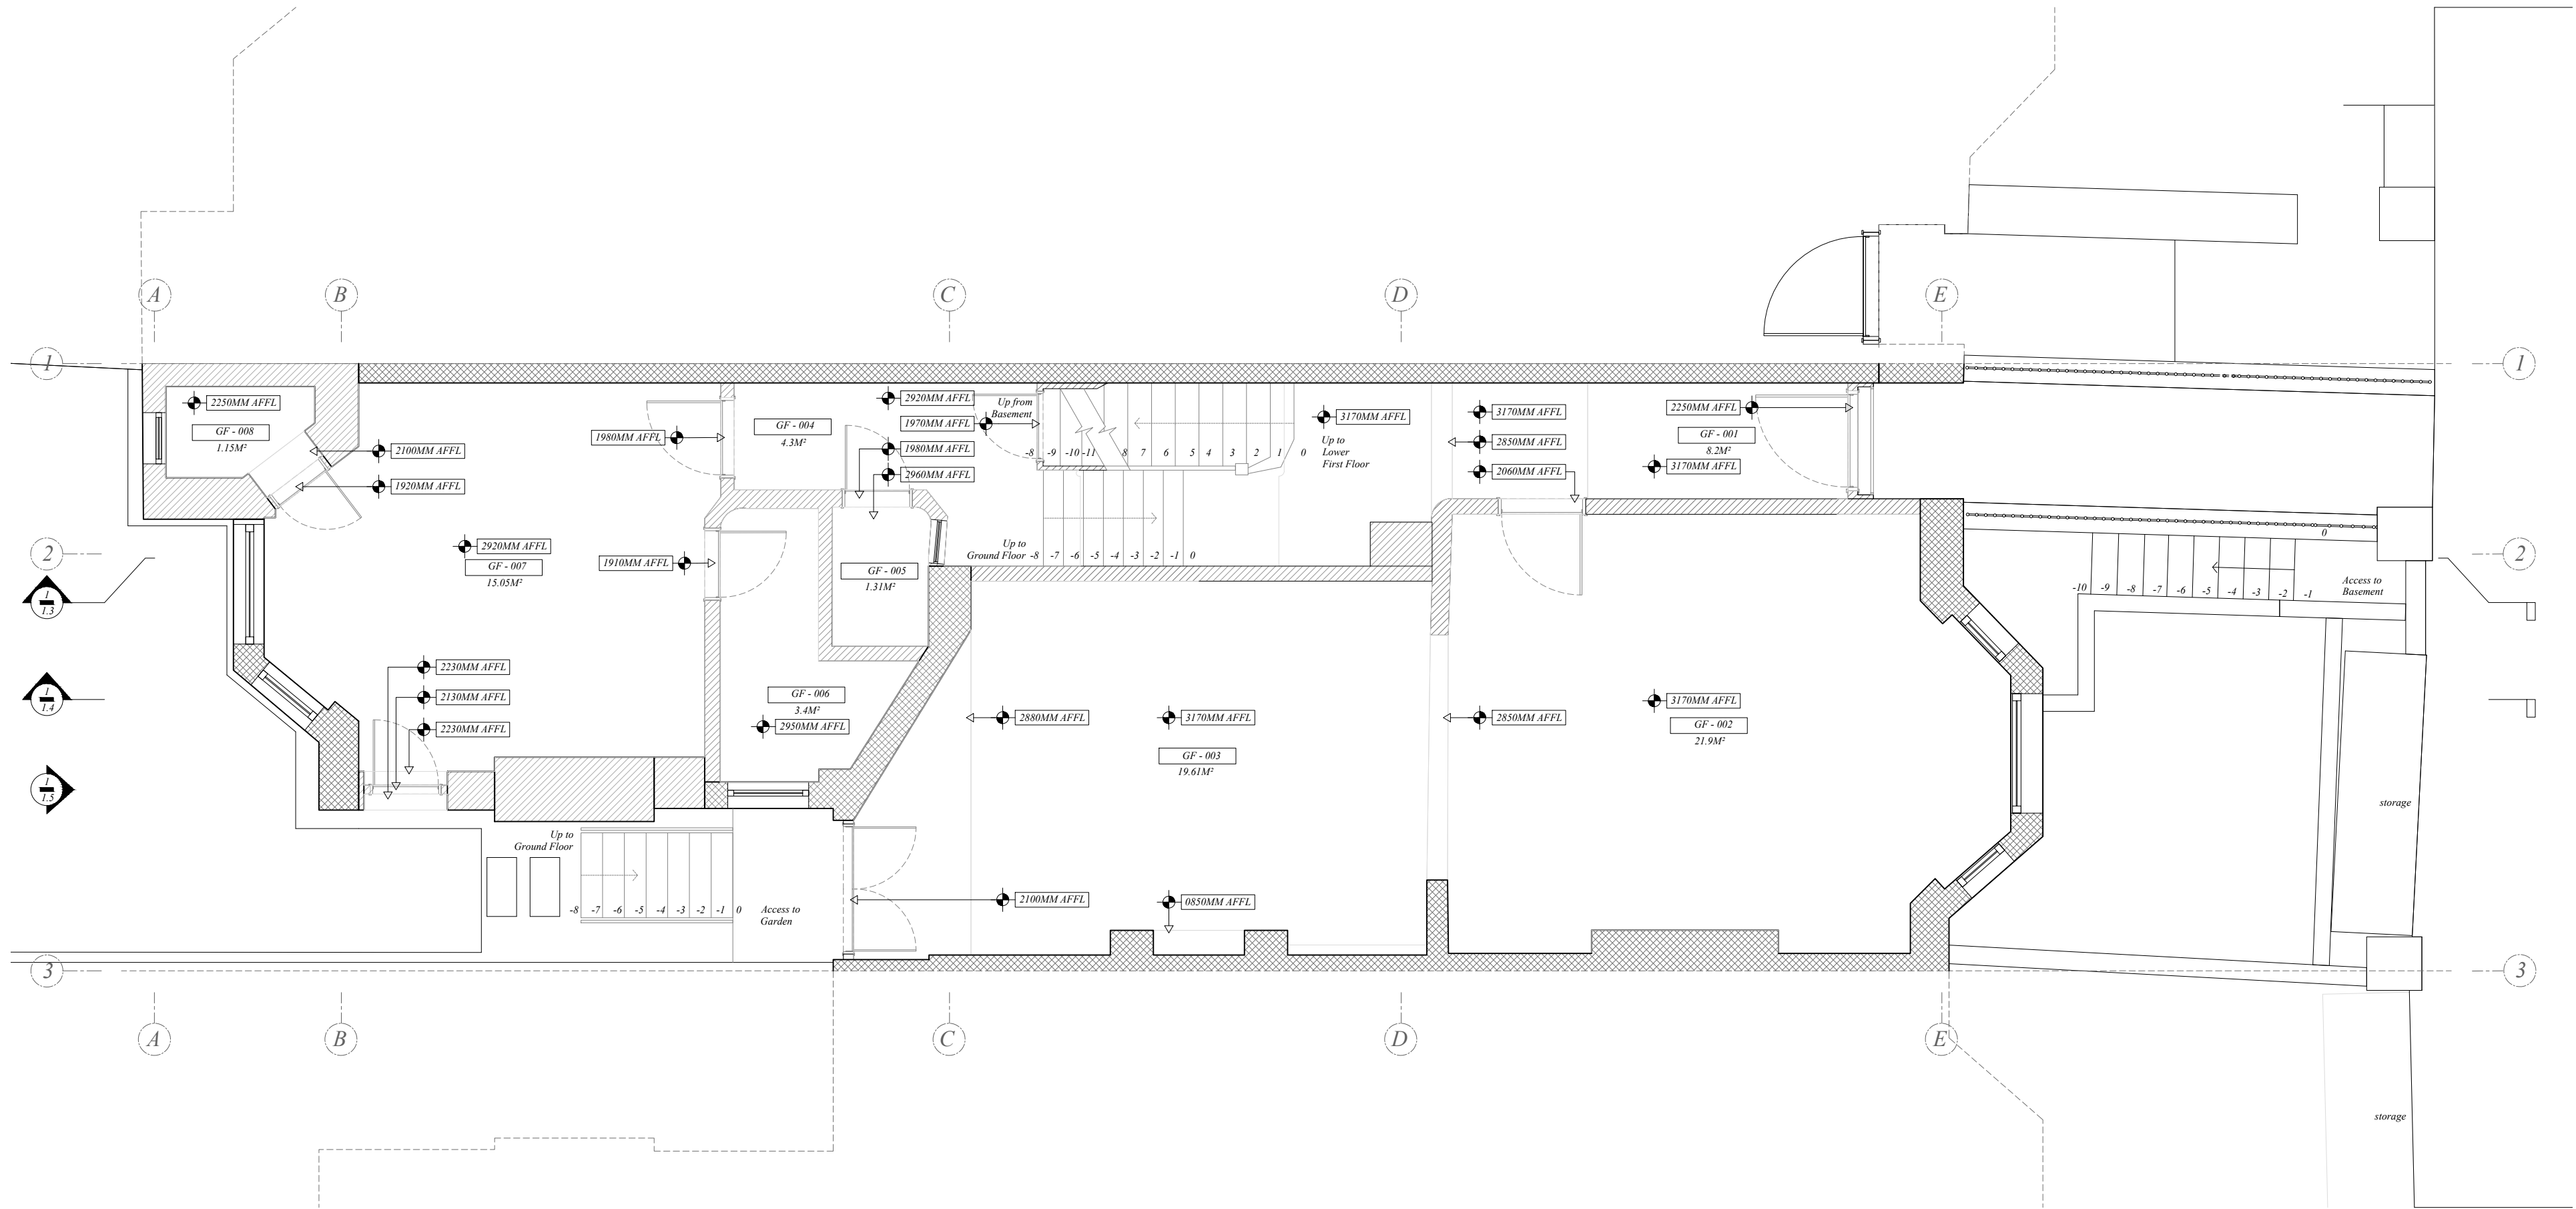 A
B
C
D
E
1
1
2250MM AFFL
GF - 008
1.15M²
2100MM AFFL
1920MM AFFL
1980MM AFFL
GF - 004
4.3M²
2920MM AFFL
1970MM AFFL
1980MM AFFL
2960MM AFFL
Up from
Basement
-8 -9 -10 -11 8 7 6 5 4 3 2 1 0
3170MM AFFL
Up to
Lower
First Floor
3170MM AFFL
2850MM AFFL
2060MM AFFL
2250MM AFFL
GF - 001
8.2M²
3170MM AFFL
2
2
2920MM AFFL
GF - 007
15.05M²
1910MM AFFL
GF - 005
1.31M²
Up to
Ground Floor -8 -7 -6 -5 -4 -3 -2 -1 0
0
-10 -9 -8 -7 -6 -5 -4 -3 -2 -1
Access to
Basement
1
1.3
1
1.4
1
1.5
2230MM AFFL
2130MM AFFL
2230MM AFFL
GF - 006
3.4M²
2950MM AFFL
2880MM AFFL
3170MM AFFL
GF - 003
19.61M²
2850MM AFFL
3170MM AFFL
GF - 002
21.9M²
storage
Up to
Ground Floor
-8 -7 -6 -5 -4 -3 -2 -1 0
Access to
Garden
2100MM AFFL
0850MM AFFL
3
3
A
B
C
D
E
storage